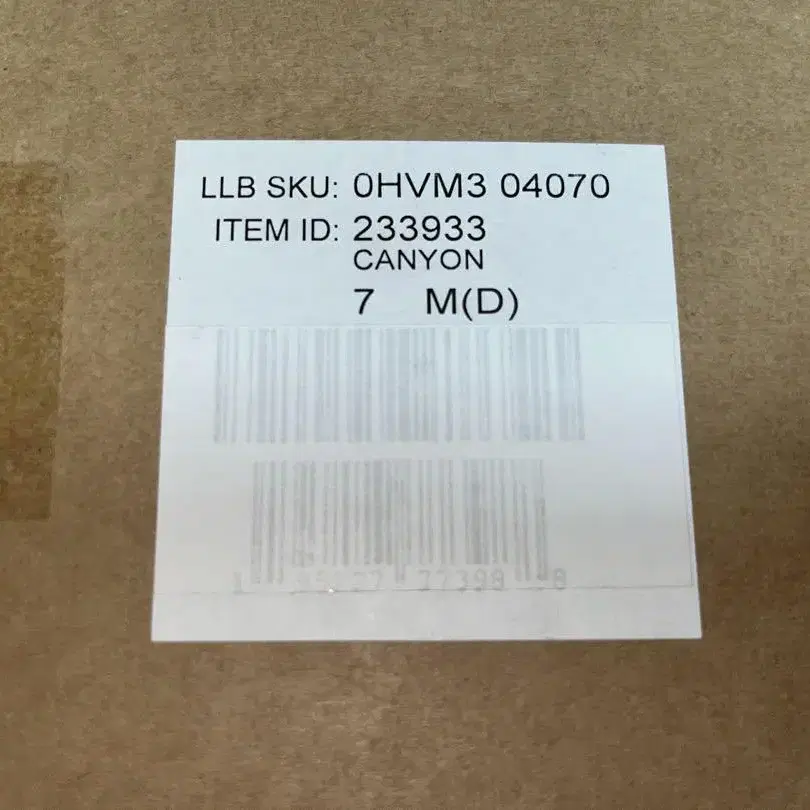 LLB SKU: 0HVM3 04070
ITEM ID: 233933
CANYON
7 M(D)